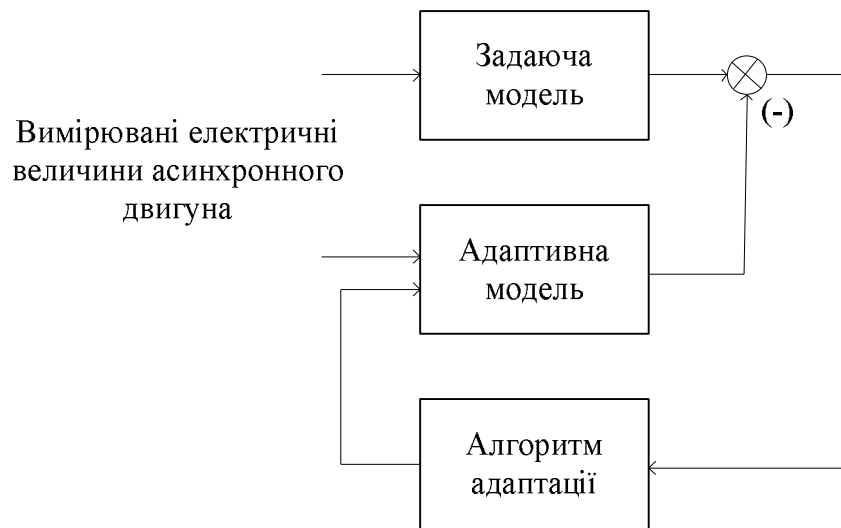 Задаюча
модель
(-)
Вимірювані електричні
величини асинхронного
двигуна
Адаптивна
модель
Алгоритм
адаптації